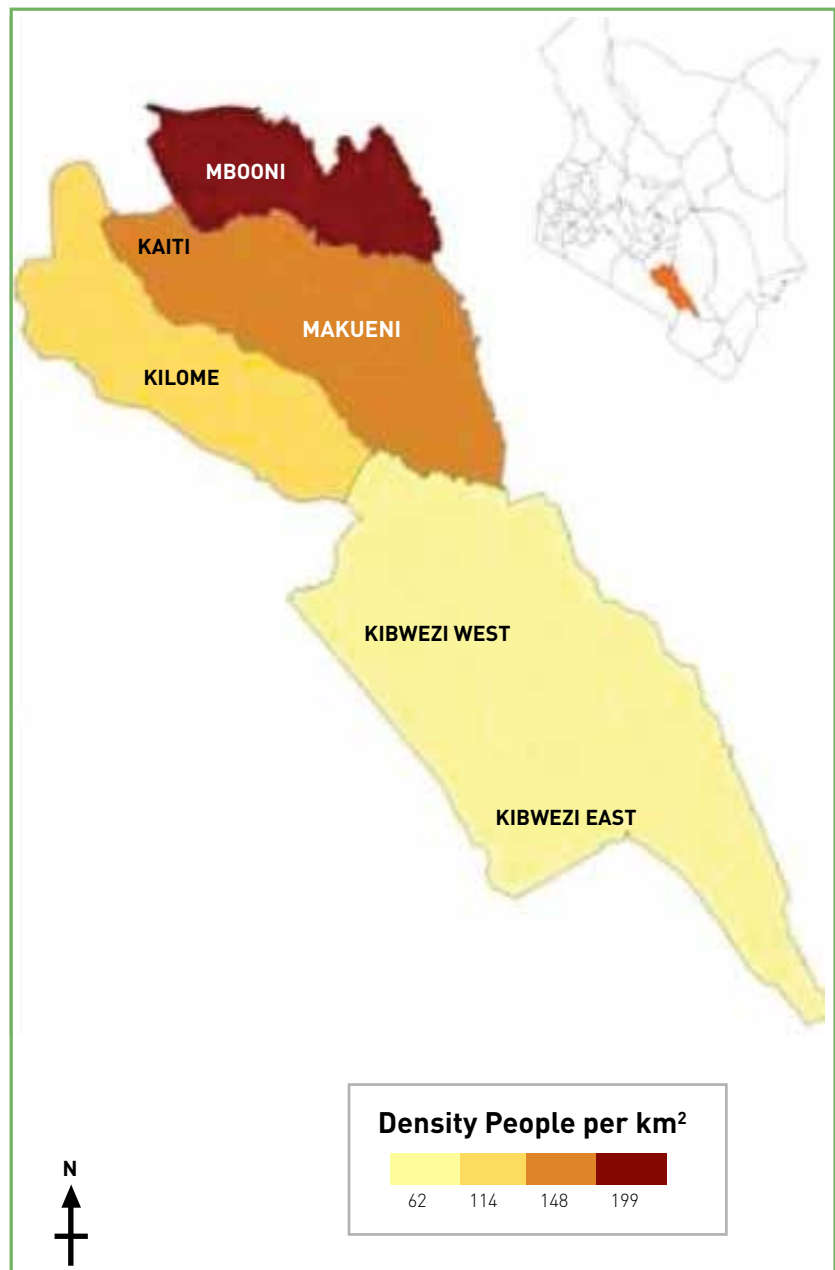 MBOONI
KAITI
MAKUENI
KILOME
KIBWEZI WEST
KIBWEZI EAST
Density People per km²
62 114 148 199
N